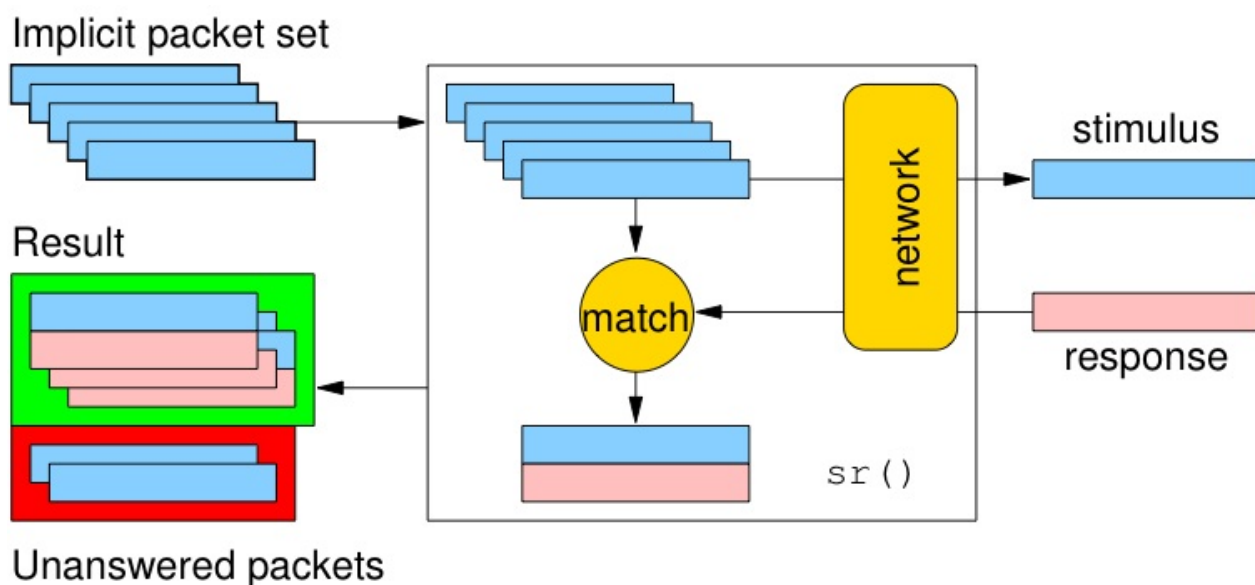 Implicit packet set
stimulus
network
Result
match
response
sr()
Unanswered packets